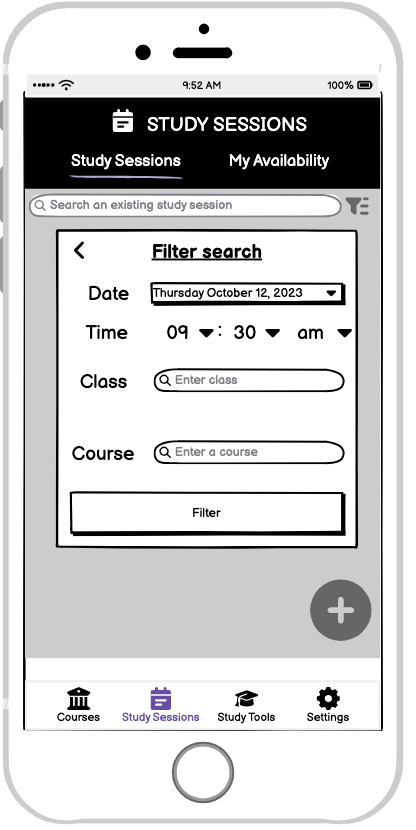 9:52 AM 100%
STUDY SESSIONS
Study Sessions My Availability
Search an existing study session
Filter search
Date Thursday October 12, 2023
Time 09 : 30 am
Class Enter class
Course Enter a course
Filter
Courses Study Sessions Study Tools Settings